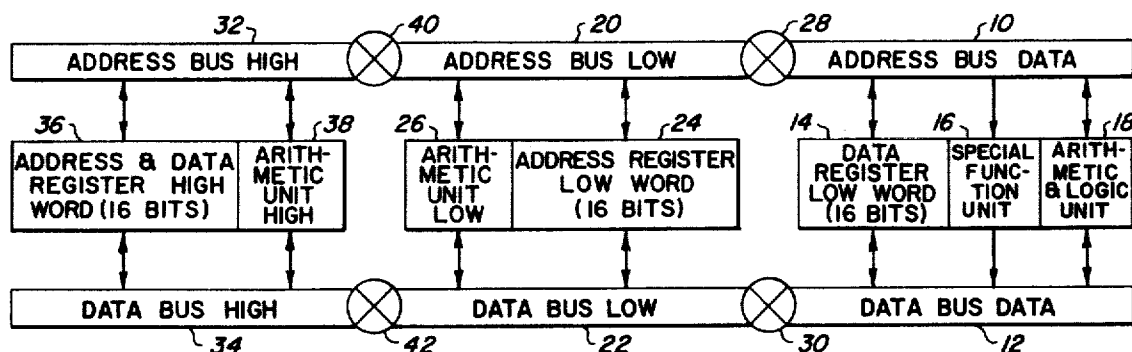 32 40 20 28 10
ADDRESS BUS HIGH ADDRESS BUS LOW ADDRESS BUS DATA
36 38 26 24 14 16 18
ADDRESS & DATA
REGISTER HIGH
WORD (16 BITS)
ARITH-
METIC
UNIT
HIGH
ARITH-
METIC
UNIT
LOW
ADDRESS REGISTER
LOW WORD
(16 BITS)
DATA
REGISTER
LOW WORD
(16 BITS)
SPECIAL
FUNC-
TION
UNIT
ARITH-
METIC
& LOGIC
UNIT
DATA BUS HIGH DATA BUS LOW DATA BUS DATA
34 42 22 30 12